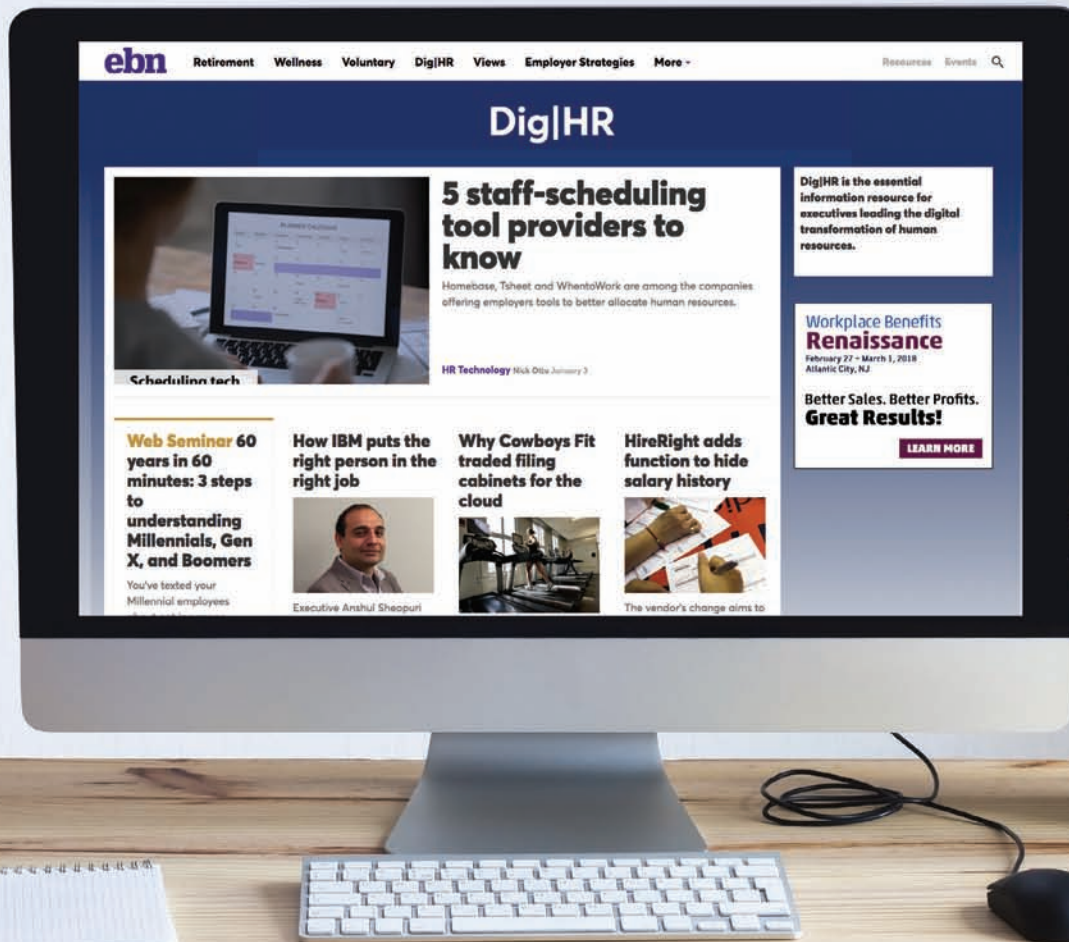 ebn
Retirement Wellness Voluntary Dig|HR Views Employer Strategies More
Resources Events
Dig|HR
PLANNER CALENDAR
Scheduling tech
5 staff-scheduling
tool providers to
know
Homebase, Tsheet and WhentoWork are among the companies
offering employers tools to better allocate human resources.
HR Technology Nick Otto January 3
Dig|HR is the essential
information resource for
executives leading the digital
transformation of human
resources.
Workplace Benefits
Renaissance
February 27 – March 1, 2018
Atlantic City, NJ
Better Sales. Better Profits.
Great Results!
LEARN MORE
Web Seminar 60
years in 60
minutes: 3 steps
to
understanding
Millennials, Gen
X, and Boomers
You've texted your
Millennial employees
How IBM puts the
right person in the
right job
Executive Anshul Sheopuri
Why Cowboys Fit
traded filing
cabinets for the
cloud
HireRight adds
function to hide
salary history
The vendor's change aims to